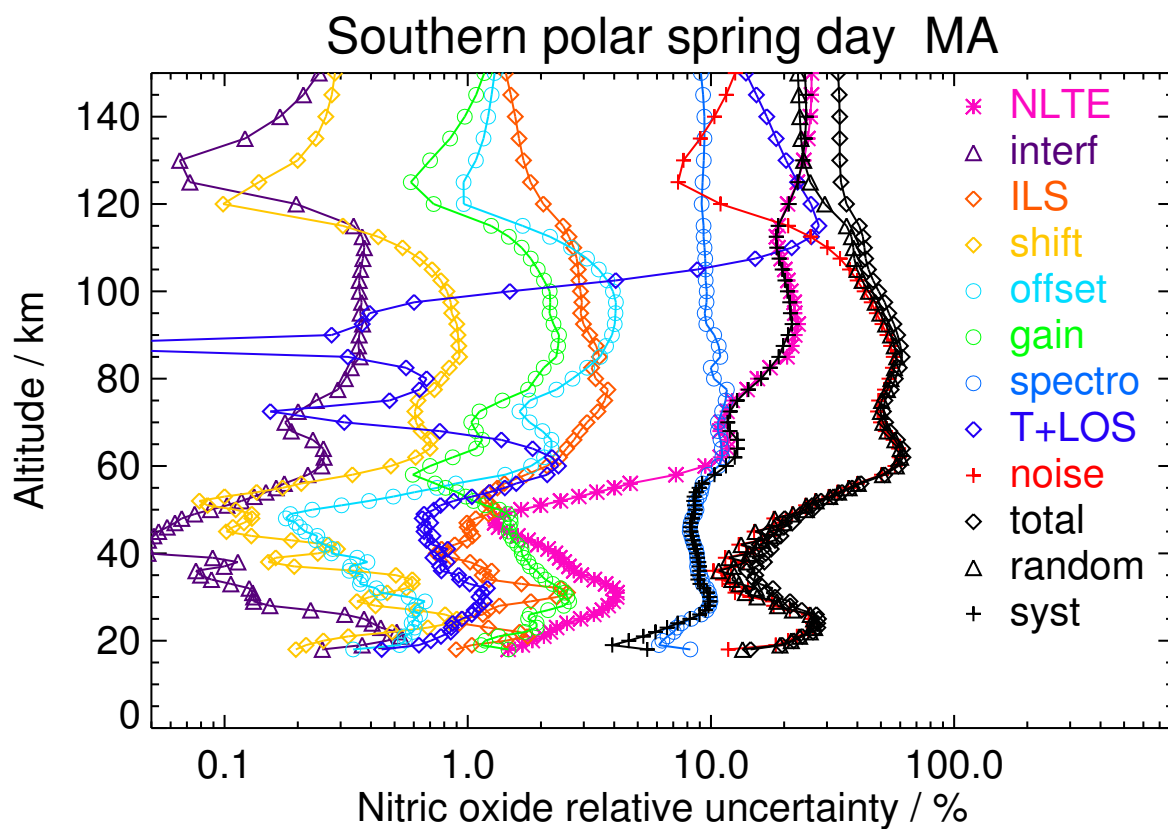 Southern polar spring day MA
Altitude / km
140
120
100
80
60
40
20
0
NLTE
interf
ILS
shift
offset
gain
spectro
T+LOS
noise
total
random
syst
0.1 1.0 10.0 100.0
Nitric oxide relative uncertainty / %